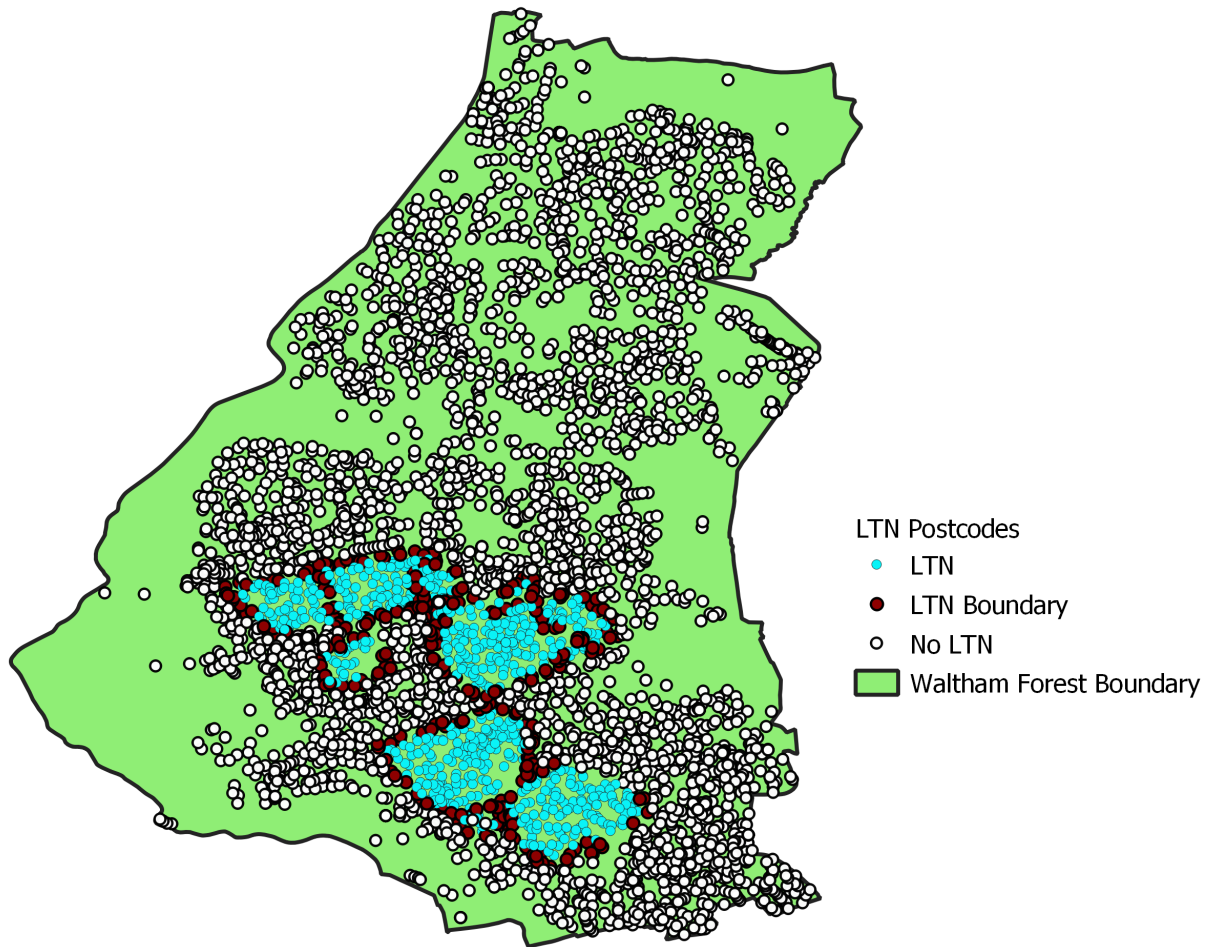 LTN Postcodes
LTN
LTN Boundary
No LTN
Waltham Forest Boundary